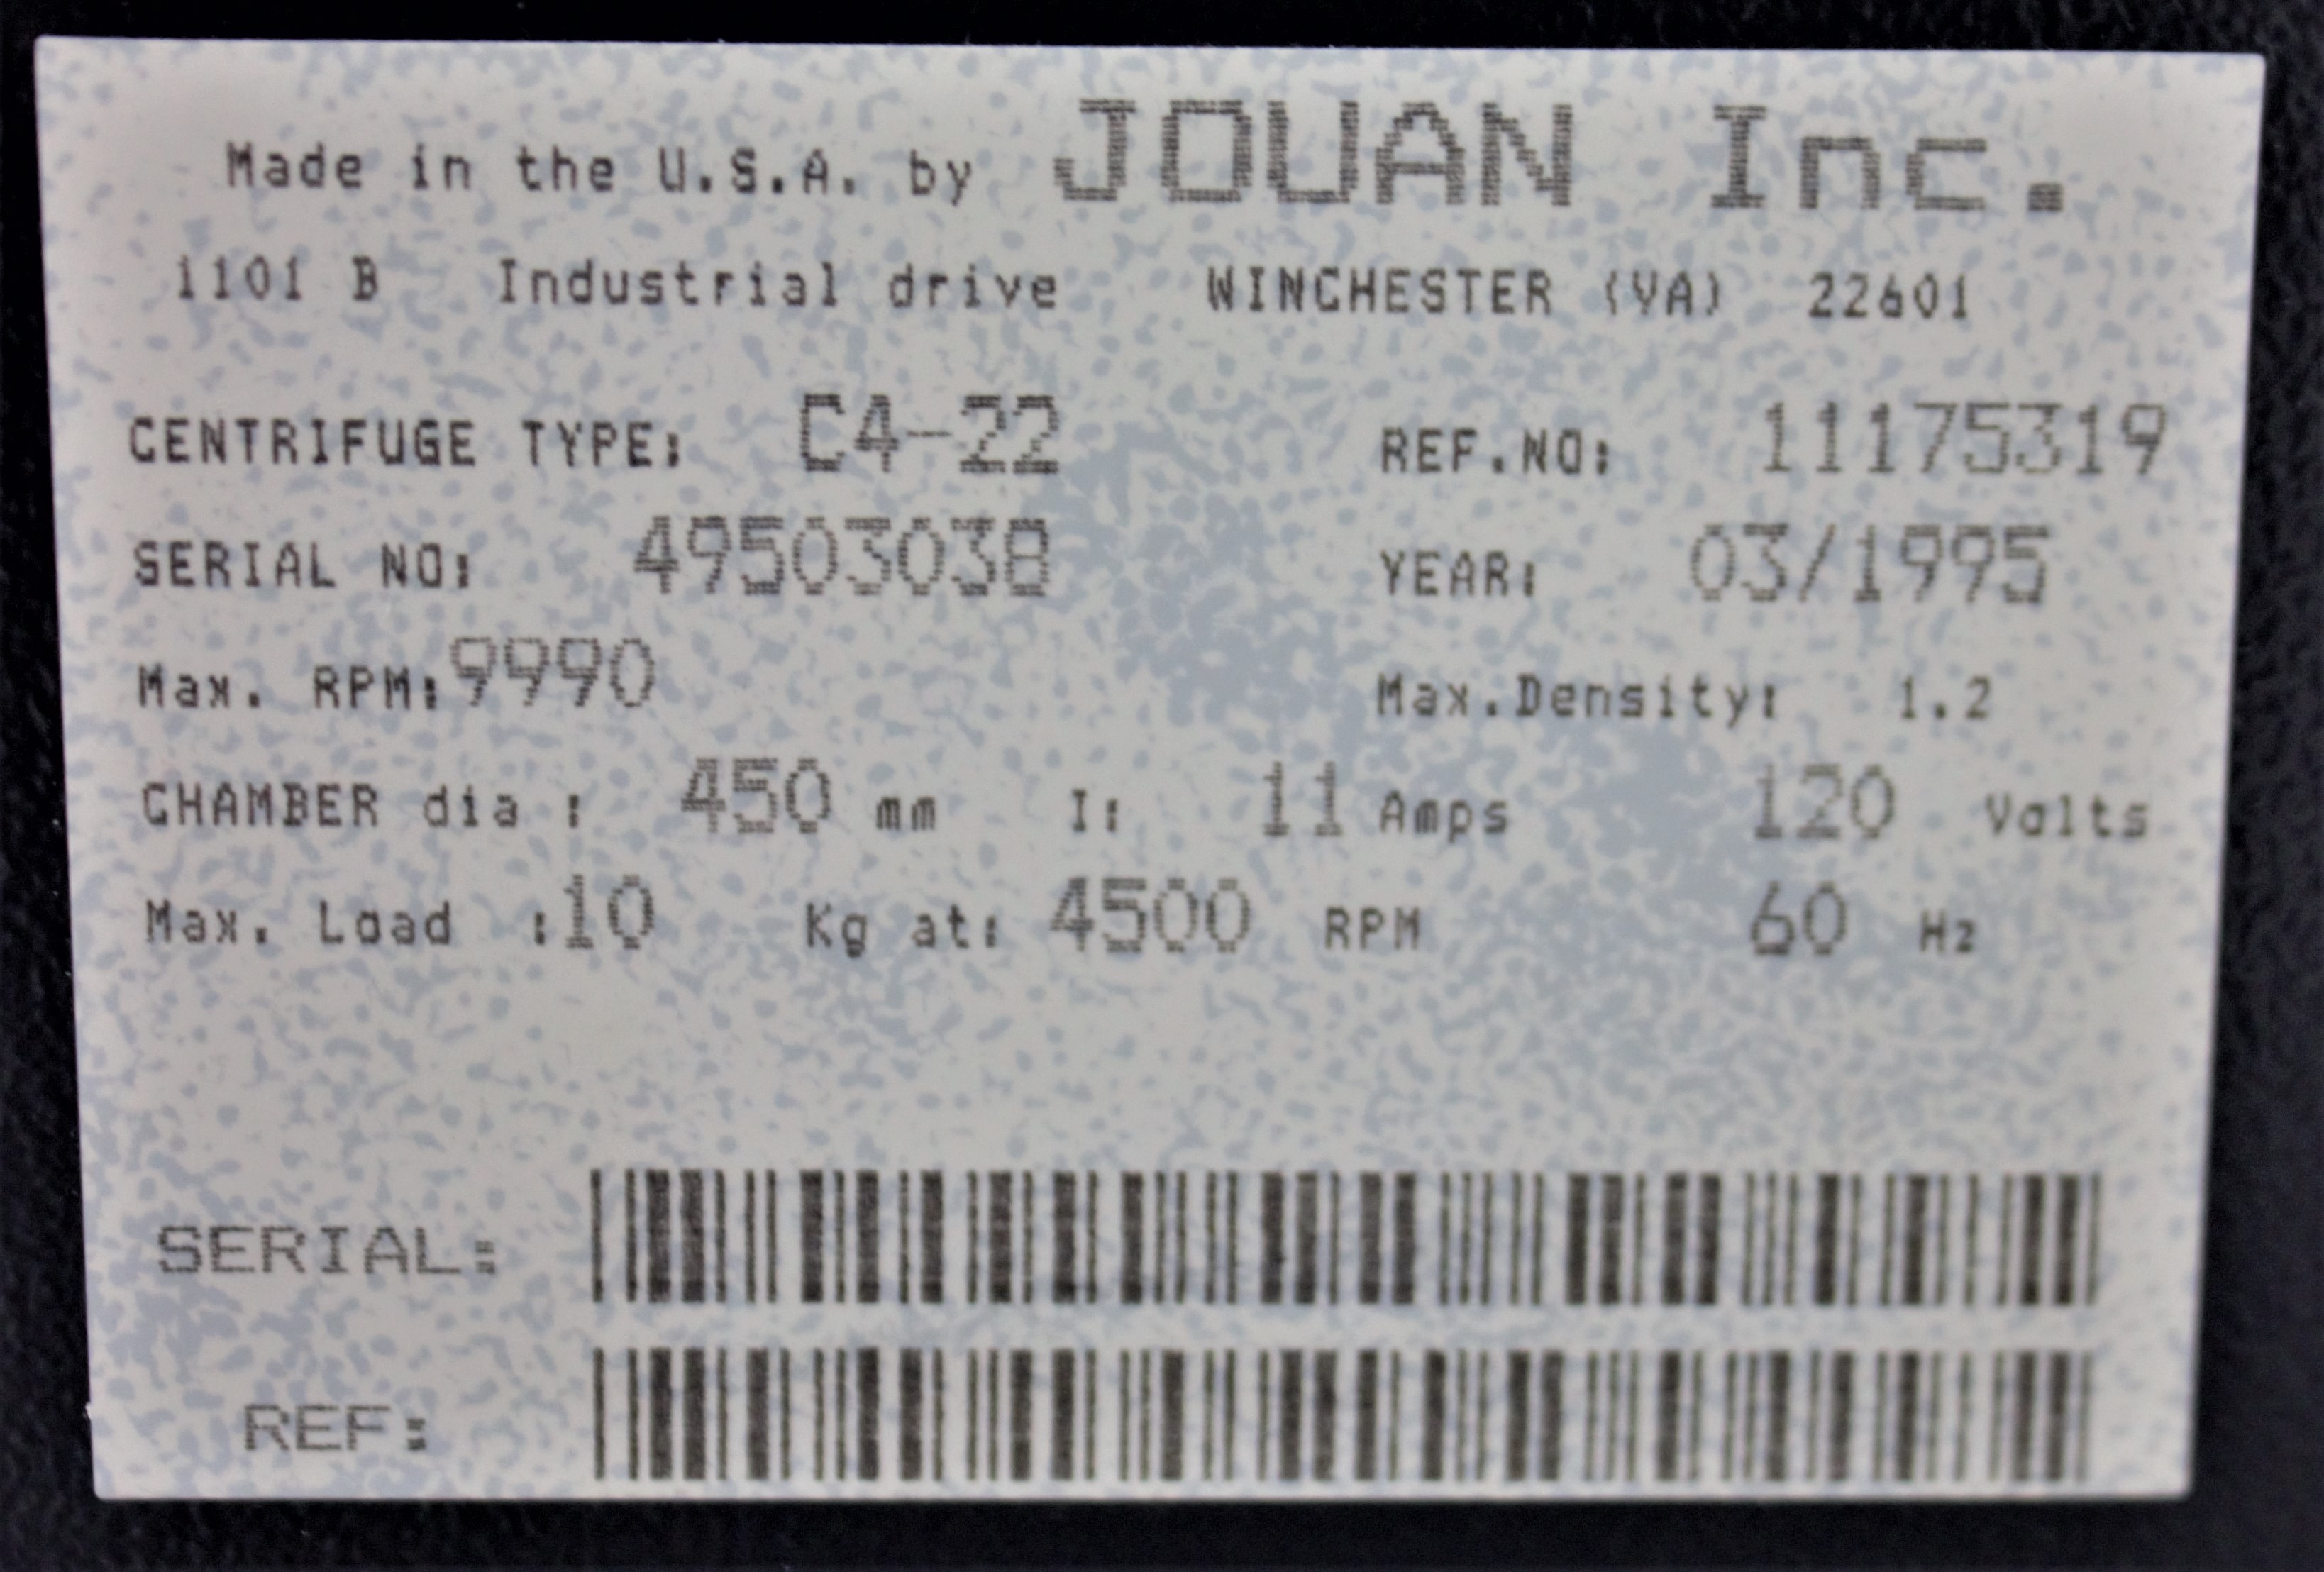 Made in the U.S.A. by JOUAN Inc.
1101 B Industrial drive WINCHESTER (VA) 22601
CENTRIFUGE TYPE: C4-22 REF.NO: 11175319
SERIAL NO: 49503038 YEAR: 03/1995
Max. RPM: 9990 Max.Density: 1.2
CHAMBER dia : 450 mm I: 11 Amps 120 Volts
Max. Load :10 Kg at: 4500 RPM 60 Hz
SERIAL:
REF: